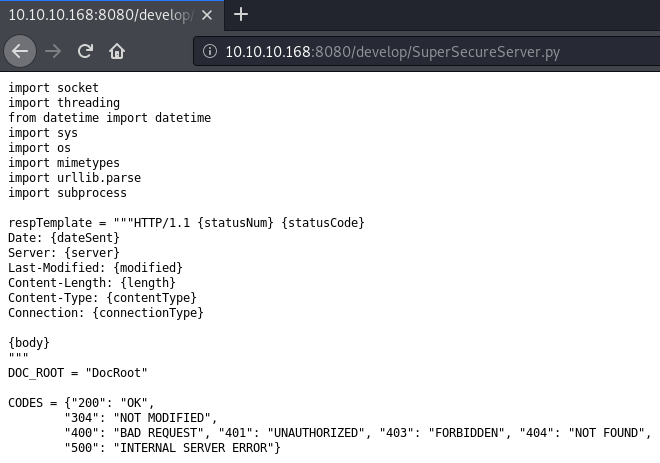 10.10.10.168:8080/develop/
10.10.10.168:8080/develop/SuperSecureServer.py
import socket
import threading
from datetime import datetime
import sys
import os
import mimetypes
import urllib.parse
import subprocess
respTemplate = """HTTP/1.1 {statusNum} {statusCode}
Date: {dateSent}
Server: {server}
Last-Modified: {modified}
Content-Length: {length}
Content-Type: {contentType}
Connection: {connectionType}
{body}
"""
DOC_ROOT = "DocRoot"
CODES = {"200": "OK",
        "304": "NOT MODIFIED",
        "400": "BAD REQUEST", "401": "UNAUTHORIZED", "403": "FORBIDDEN", "404": "NOT FOUND",
        "500": "INTERNAL SERVER ERROR"}